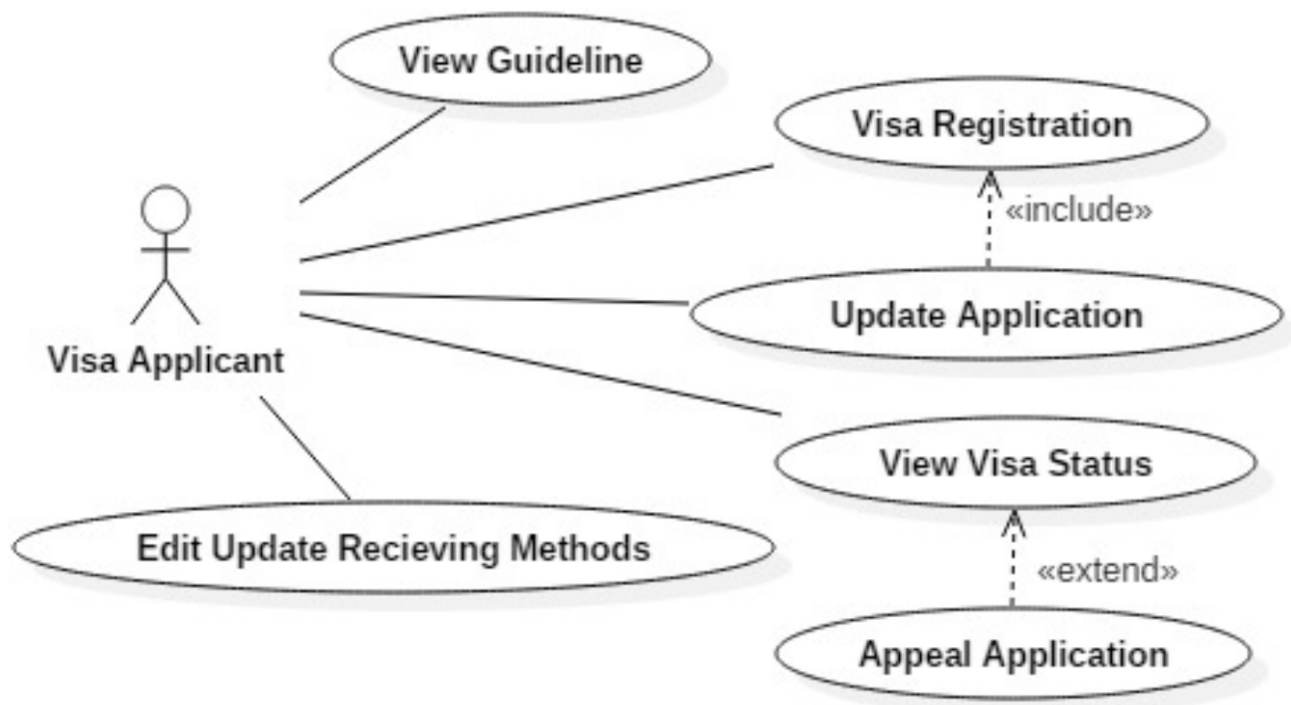 View Guideline
Visa Registration
«include»
Update Application
Visa Applicant
View Visa Status
Edit Update Recieving Methods
«extend»
Appeal Application